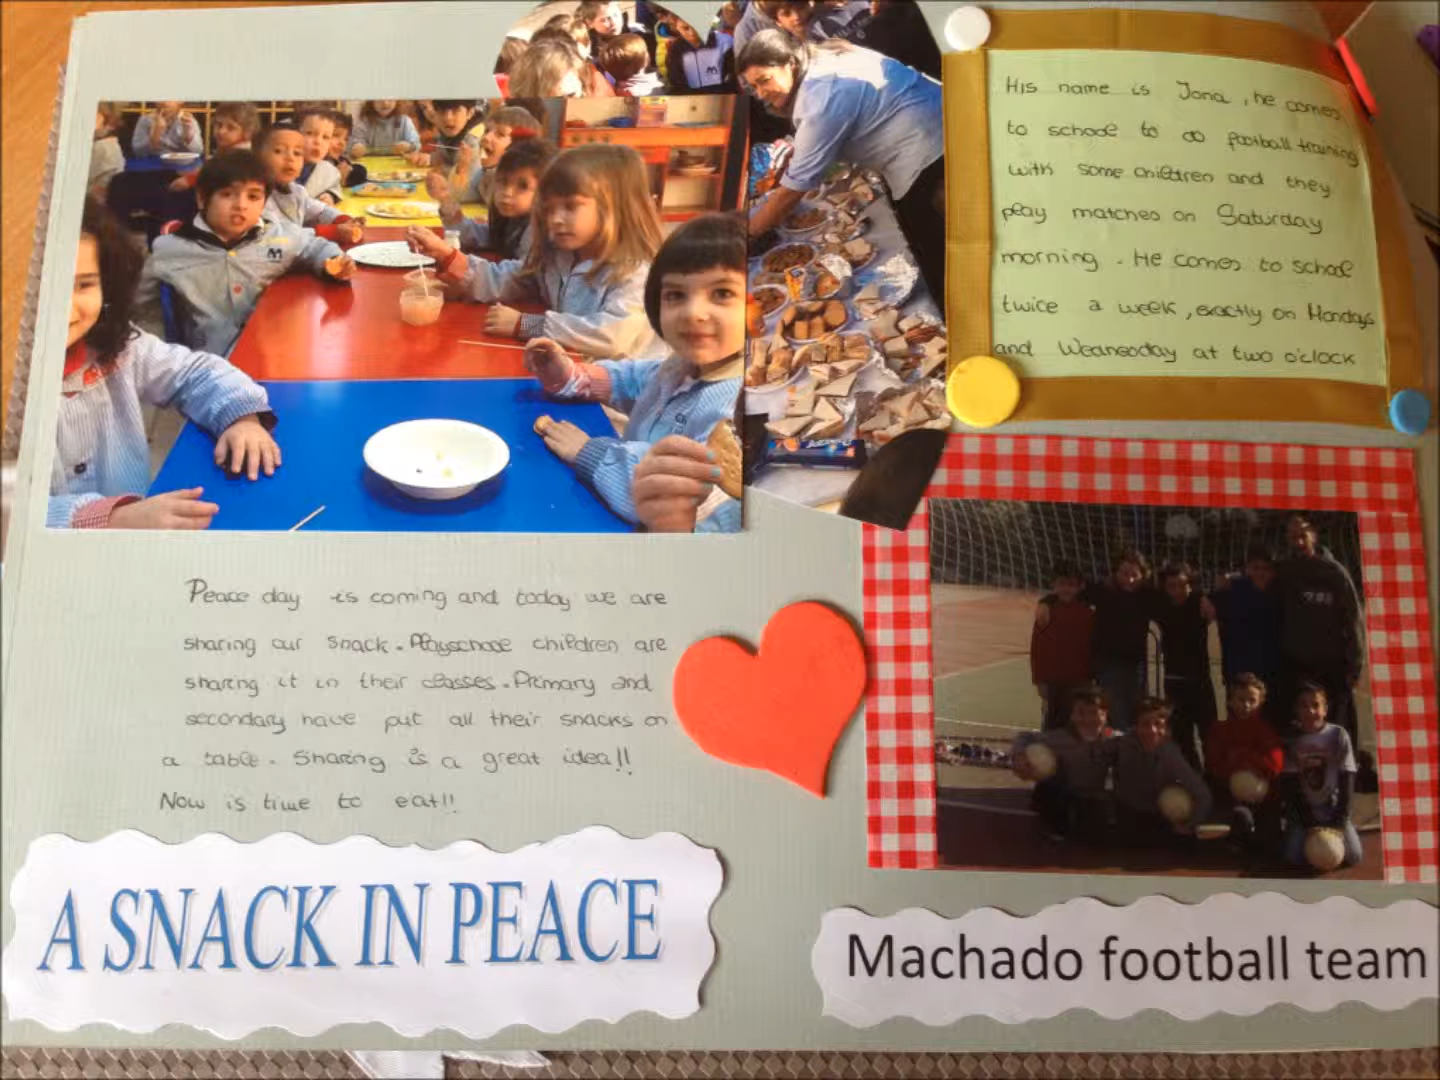 His name is Jona, he comes
to school to do football training
with some children and they
play matches on Saturday
morning. He comes to school
twice a week, exactly on Mondays
and Wednesday at two o'clock
Peace day is coming and today we are
sharing our snack. Playschool children are
sharing it in their classes. Primary and
secondary have put all their snacks on
a table. Sharing is a great idea!!
Now is time to eat!!
A SNACK IN PEACE
Machado football team